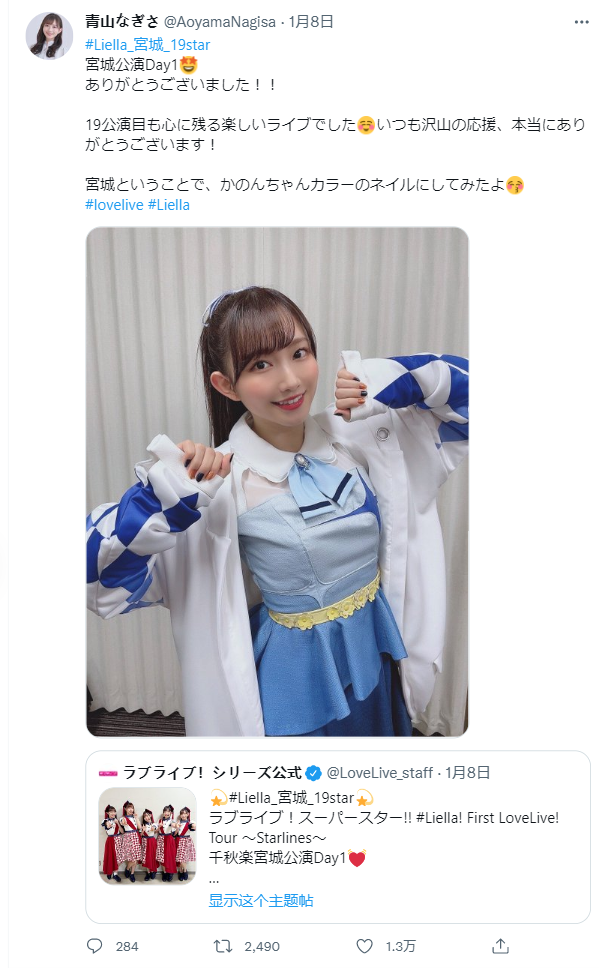 青山なぎさ @AoyamaNagisa · 1月8日
#Liella_宮城_19star
宮城公演Day1🤩
ありがとうございました！！
19公演目も心に残る楽しいライブでした☺️いつも沢山の応援、本当にあり
がとうございます！
宮城ということで、かのんちゃんカラーのネイルにしてみたよ😚
#lovelive #Liella
ラブライブ！シリーズ公式 @LoveLive_staff · 1月8日
💫#Liella_宮城_19star💫
ラブライブ！スーパースター!! #Liella! First LoveLive!
Tour ～Starlines～
千秋楽宮城公演Day1💓
...
显示这个主题帖
284 2,490 1.3万